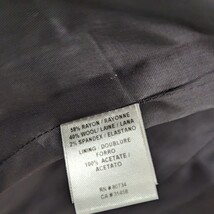 58% RAYON / RAYONNE
40% WOOL / LAINE / LANA
2% SPANDEX / ELASTANO
LINING / DOUBLURE
FORRO
100% ACETATE /
ACETATO
RN # 80734
CA #